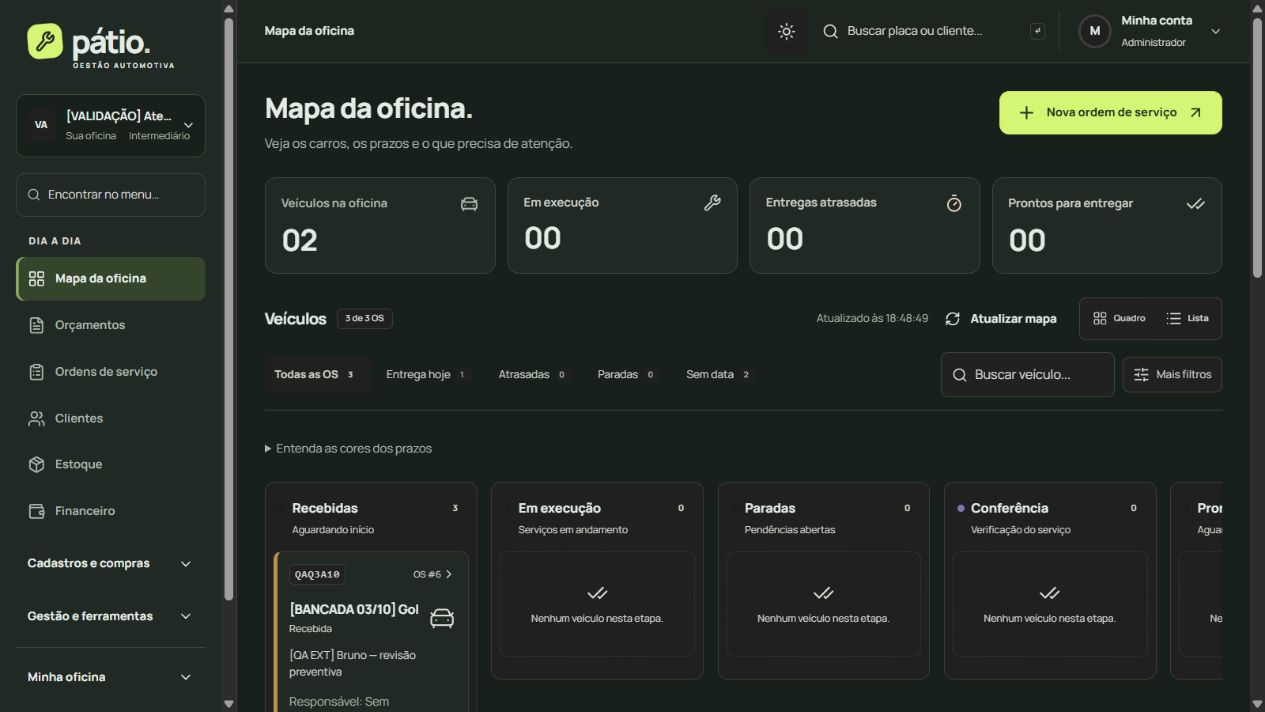 pátio.
GESTÃO AUTOMOTIVA
VA
[VALIDAÇÃO] Ate...
Sua oficina Intermediário
Encontrar no menu...
DIA A DIA
Mapa da oficina
Orçamentos
Ordens de serviço
Clientes
Estoque
Financeiro
Cadastros e compras
Gestão e ferramentas
Minha oficina
Mapa da oficina
Buscar placa ou cliente...
M
Minha conta
Administrador
Mapa da oficina.
Veja os carros, os prazos e o que precisa de atenção.
Nova ordem de serviço
Veículos na oficina
02
Em execução
00
Entregas atrasadas
00
Prontos para entregar
00
Veículos
3 de 3 OS
Atualizado às 18:48:49
Atualizar mapa
Quadro
Lista
Todas as OS 3
Entrega hoje 1
Atrasadas 0
Paradas 0
Sem data 2
Buscar veículo...
Mais filtros
Entenda as cores dos prazos
Recebidas 3
Aguardando início
QAQ3A10
OS #6
[BANCADA 03/10] Gol
Recebida
[QA EXT] Bruno — revisão
preventiva
Responsável: Sem
Em execução 0
Serviços em andamento
Nenhum veículo nesta etapa.
Paradas 0
Pendências abertas
Nenhum veículo nesta etapa.
Conferência 0
Verificação do serviço
Nenhum veículo nesta etapa.
Pron
Aguar
Ne